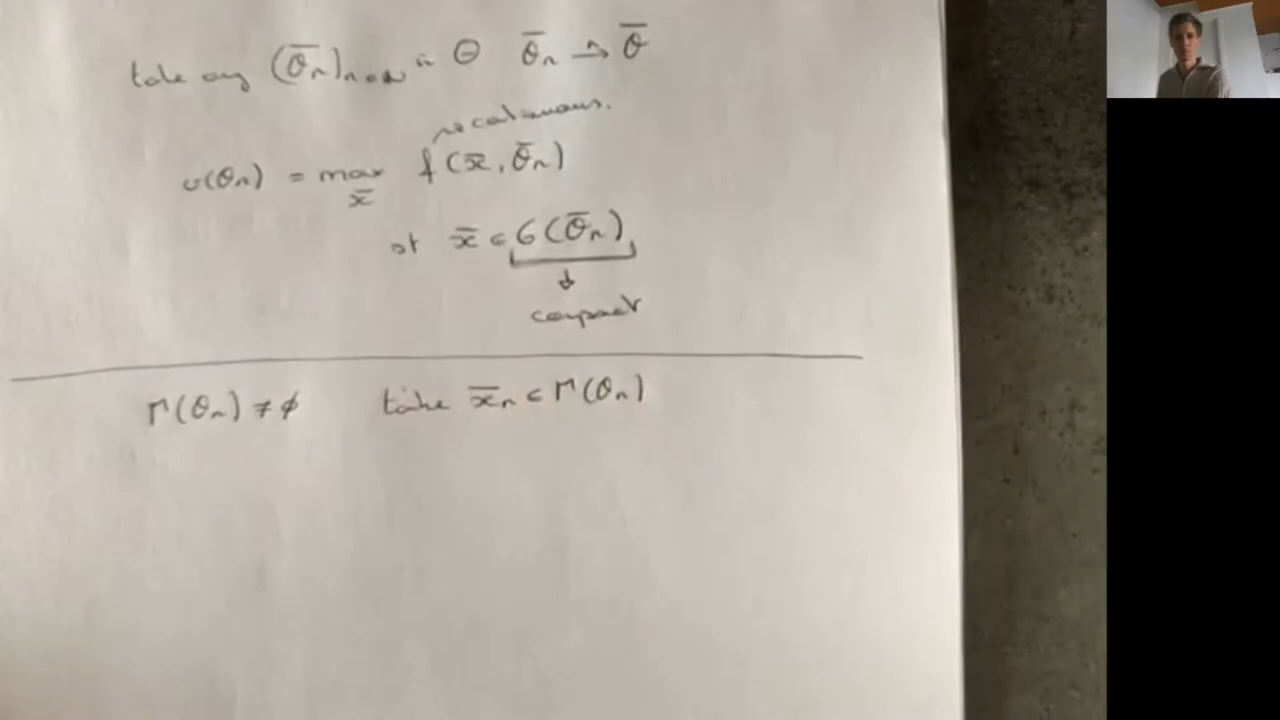 take any (θ̅ₙ)ₙ∈ℕ in Θ θ̅ₙ → θ̅
→ continuous.
v(θₙ) = max f(x̅, θ̅ₙ)
x̅
st x̅ ∈ G(θ̅ₙ)
↓
compact
Γ(θₙ) ≠ ∅ take x̅ₙ ∈ Γ(θₙ)